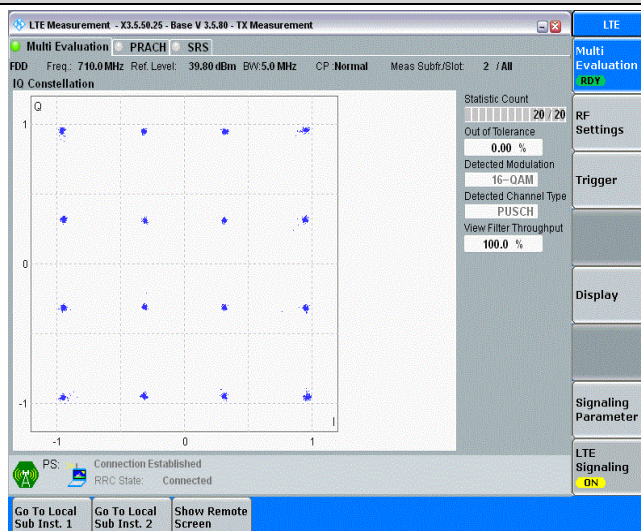 LTE Measurement - X3.5.50.25 - Base V 3.5.80 - TX Measurement
LTE
Multi Evaluation PRACH SRS
FDD Freq.: 710.0 MHz Ref. Level: 39.80 dBm BW:5.0 MHz CP :Normal Meas Subfr./Slot: 2 / All
IQ Constellation
Q
1
0
-1
-1 0 1
I
Statistic Count
20 / 20
Out of Tolerance
0.00 %
Detected Modulation
16-QAM
Detected Channel Type
PUSCH
View Filter Throughput
100.0 %
Multi
Evaluation
RDY
RF
Settings
Trigger
Display
Signaling
Parameter
LTE
Signaling
ON
PS: Connection Established
RRC State: Connected
Go To Local
Sub Inst. 1
Go To Local
Sub Inst. 2
Show Remote
Screen